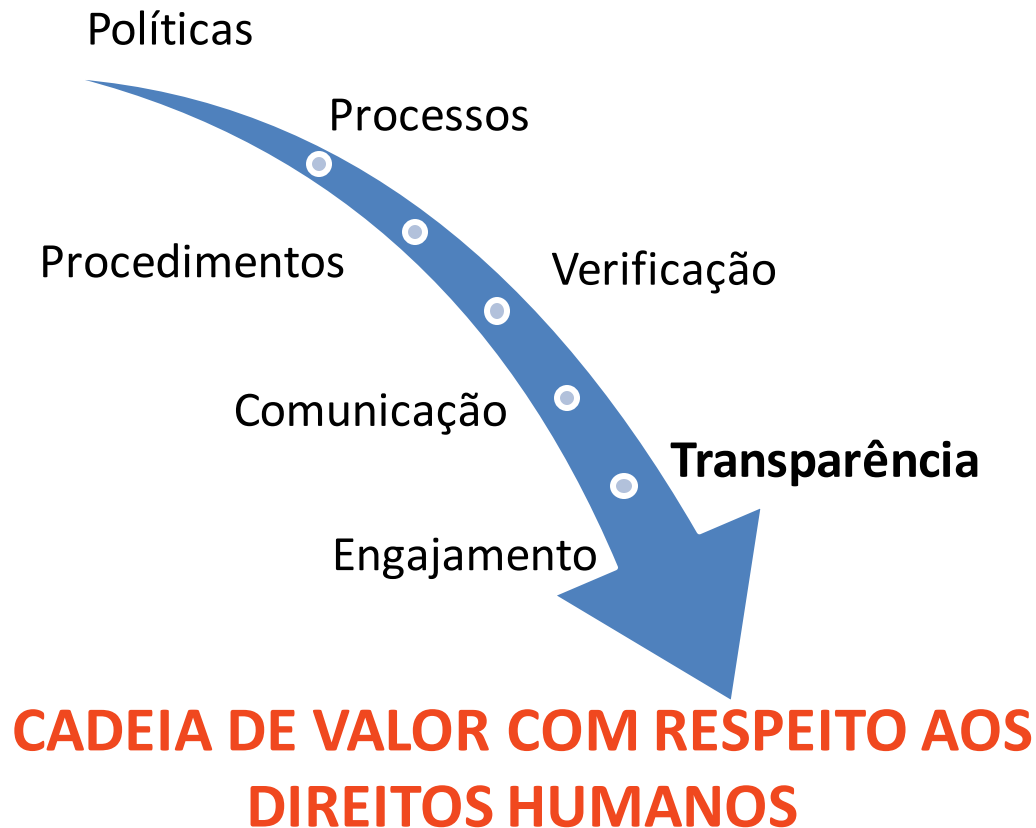 Políticas
Processos
Procedimentos
Verificação
Comunicação
Transparência
Engajamento
CADEIA DE VALOR COM RESPEITO AOS
DIREITOS HUMANOS